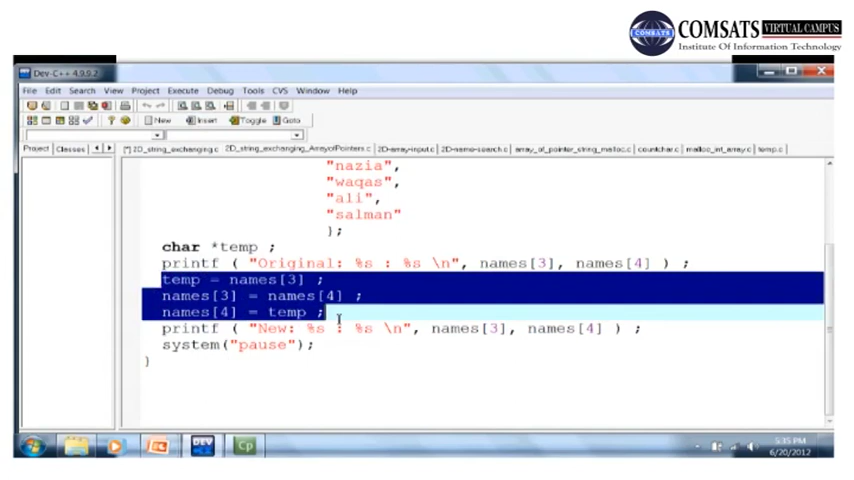 COMSATS VIRTUAL CAMPUS
Institute Of Information Technology
COMSATS
Dev-C++ 4.9.9.2
File Edit Search View Project Execute Debug Tools CVS Window Help
New Insert Toggle Goto
Project Classes [*] 2D_string_exchanging.c 2D_string_exchanging_ArrayofPointers.c 2D-array-input.c 2D-name-search.c array_of_pointer_string_malloc.c countchar.c malloc_int_array.c temp.c
"nazia",
"waqas",
"ali",
"salman"
};
char *temp ;
printf ( "Original: %s : %s \n", names[3], names[4] ) ;
temp = names[3] ;
names[3] = names[4] ;
names[4] = temp ;
printf ( "New: %s : %s \n", names[3], names[4] ) ;
system("pause");
}
DEV Cp
5:35 PM
6/20/2012